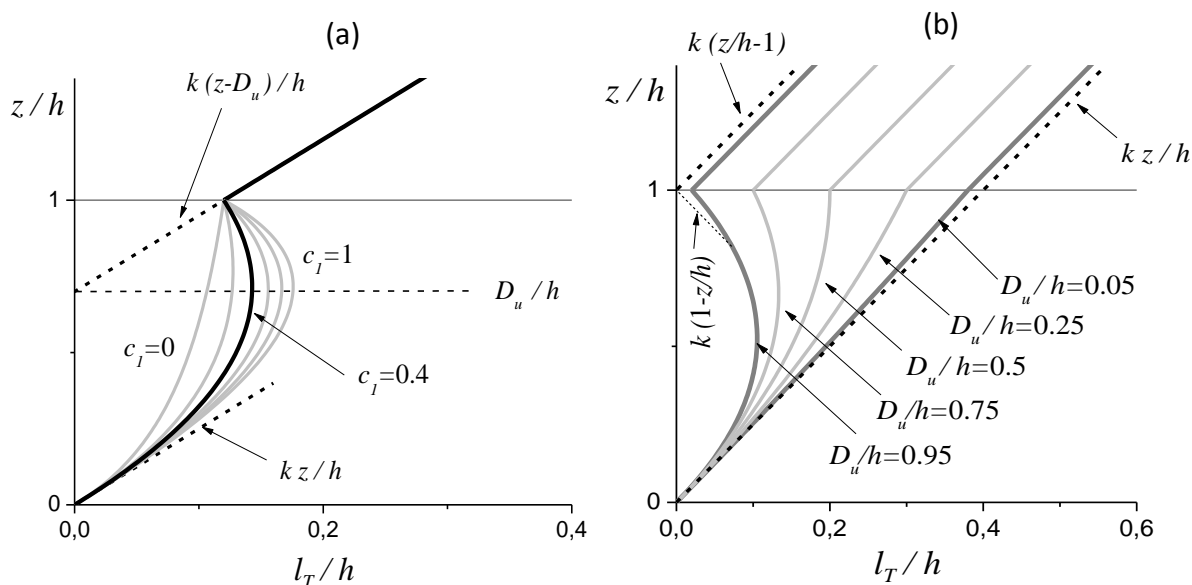 (a)
k (z-D_u) / h
z / h
1
c_1=1
D_u / h
c_1=0
c_1=0.4
k z / h
0
0,0
0,2
0,4
l_T / h
(b)
k (z/h-1)
z / h
k z / h
1
k (1-z/h)
D_u/h=0.05
D_u/h=0.25
D_u/h=0.5
D_u/h=0.75
D_u/h=0.95
0
0,0
0,2
0,4
0,6
l_T / h